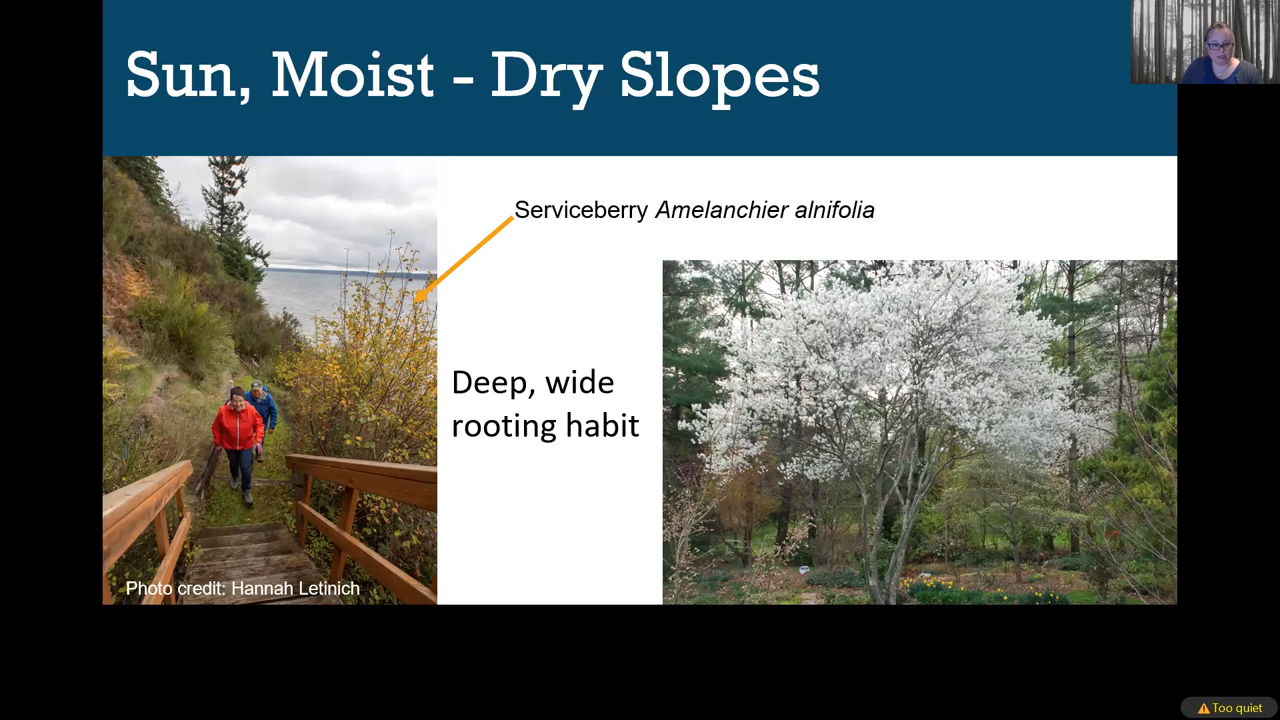 Sun, Moist - Dry Slopes
Serviceberry Amelanchier alnifolia
Deep, wide
rooting habit
Photo credit: Hannah Letinich
Too quiet